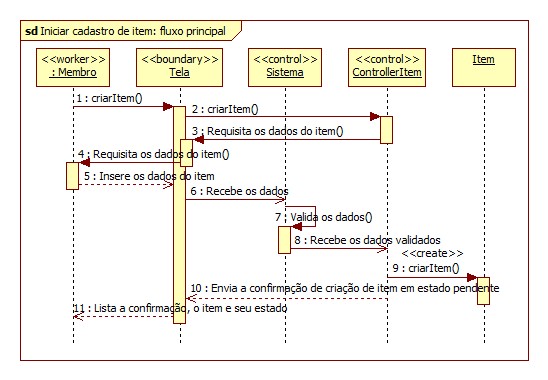 sd Iniciar cadastro de item: fluxo principal
<<worker>>
: Membro
<<boundary>>
Tela
<<control>>
Sistema
<<control>>
ControllerItem
Item
1 : criarItem()
2 : criarItem()
3 : Requisita os dados do item()
4 : Requisita os dados do item()
5 : Insere os dados do item
6 : Recebe os dados
7 : Valida os dados()
8 : Recebe os dados validados
<<create>>
9 : criarItem()
10 : Envia a confirmação de criação de item em estado pendente
11 : Lista a confirmação, o item e seu estado